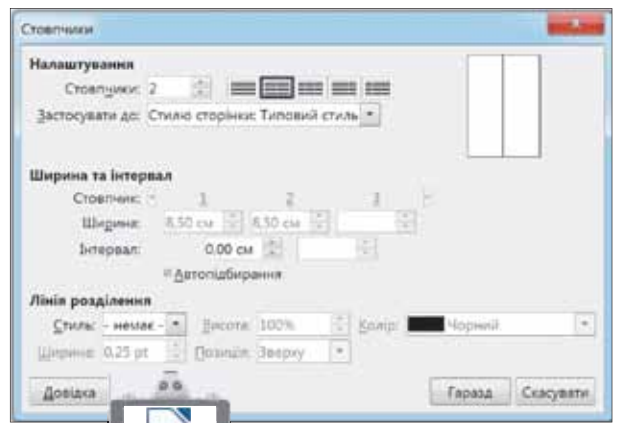 Стовпчики
Налаштування
Стовпчики: 2
Застосувати до: Стилю сторінки: Типовий стиль
Ширина та інтервал
Стовпчик: 1 2 3
Ширина: 8,50 см 8,50 см
Інтервал: 0,00 см
Автопідбирання
Лінія розділення
Стиль: - немає - Висота: 100% Колір: Чорний
Ширина: 0,25 pt Позиція: Зверху
Довідка Гаразд Скасувати